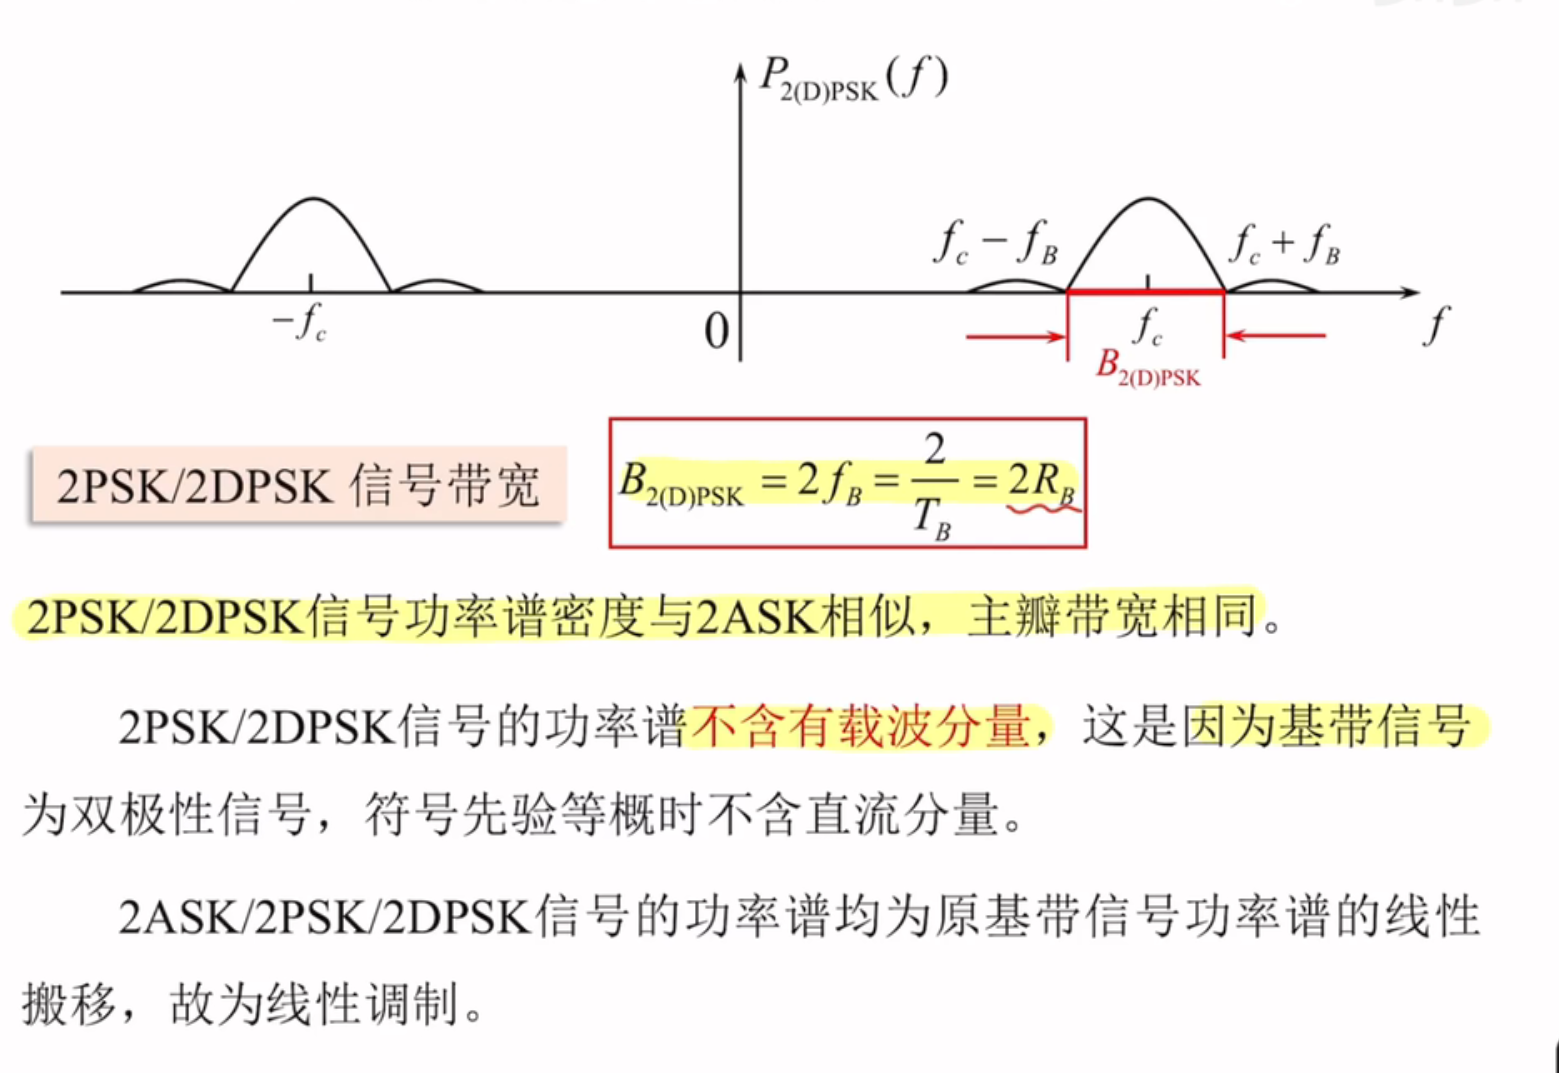 P_{2(D)PSK}(f)
f_c − f_B
f_c + f_B
−f_c
0
f_c
f
B_{2(D)PSK}
2PSK/2DPSK 信号带宽
B_{2(D)PSK} = 2f_B = \frac{2}{T_B} = 2R_B
2PSK/2DPSK信号功率谱密度与2ASK相似，主瓣带宽相同。
2PSK/2DPSK信号的功率谱不含有载波分量，这是因为基带信号
为双极性信号，符号先验等概时不含直流分量。
2ASK/2PSK/2DPSK信号的功率谱均为原基带信号功率谱的线性
搬移，故为线性调制。